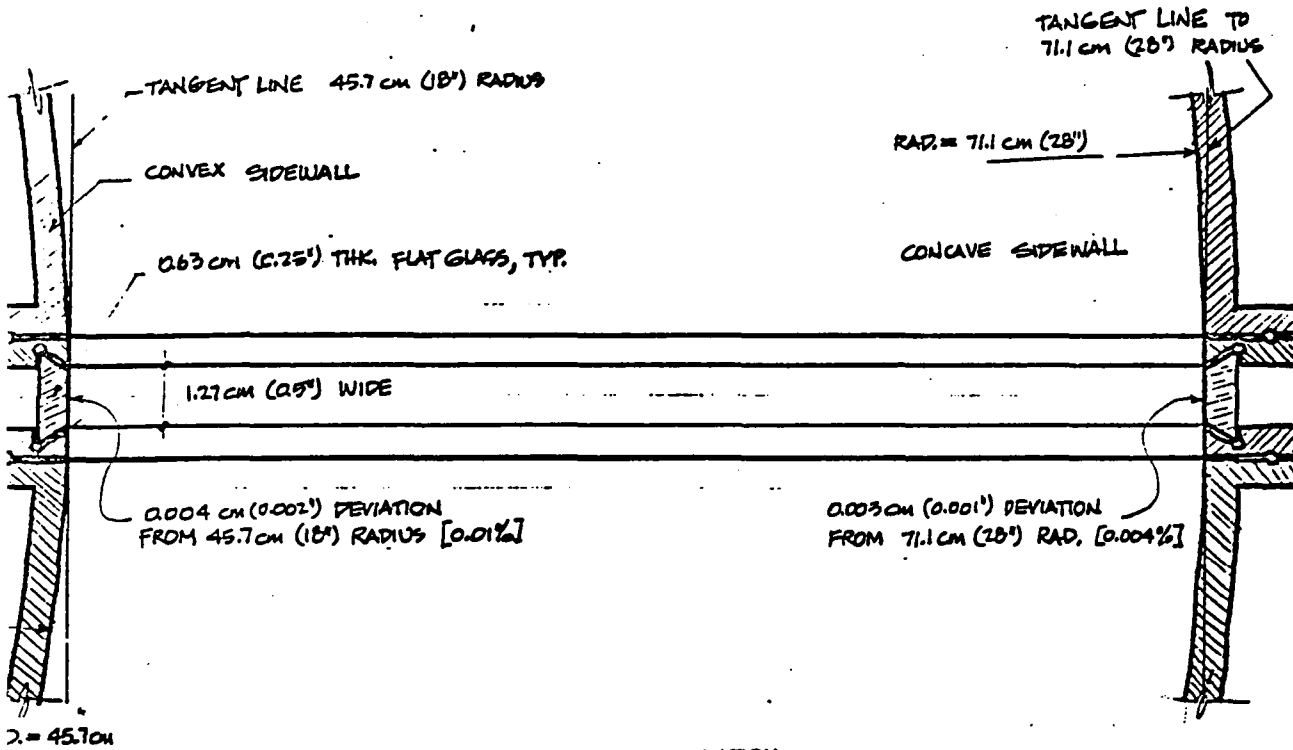 TANGENT LINE TO
71.1 cm (28") RADIUS
TANGENT LINE 45.7 cm (18") RADIUS
RAD. = 71.1 cm (28")
CONVEX SIDEWALL
0.63 cm (0.25") THK. FLAT GLASS, TYP.
CONCAVE SIDEWALL
1.27 cm (0.5") WIDE
0.004 cm (0.002") DEVIATION
FROM 45.7 cm (18") RADIUS [0.01%]
0.003 cm (0.001") DEVIATION
FROM 71.1 cm (28") RAD. [0.004%]
D. = 45.7 cm